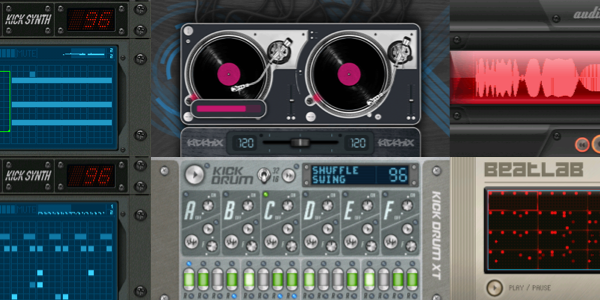 KICK SYNTH 96
audi
120 120
KICK SYNTH 96
KICK DRUM
SHUFFLE 96
SWING
A B C D E F
KICK DRUM XT
BEATLAB
PLAY / PAUSE